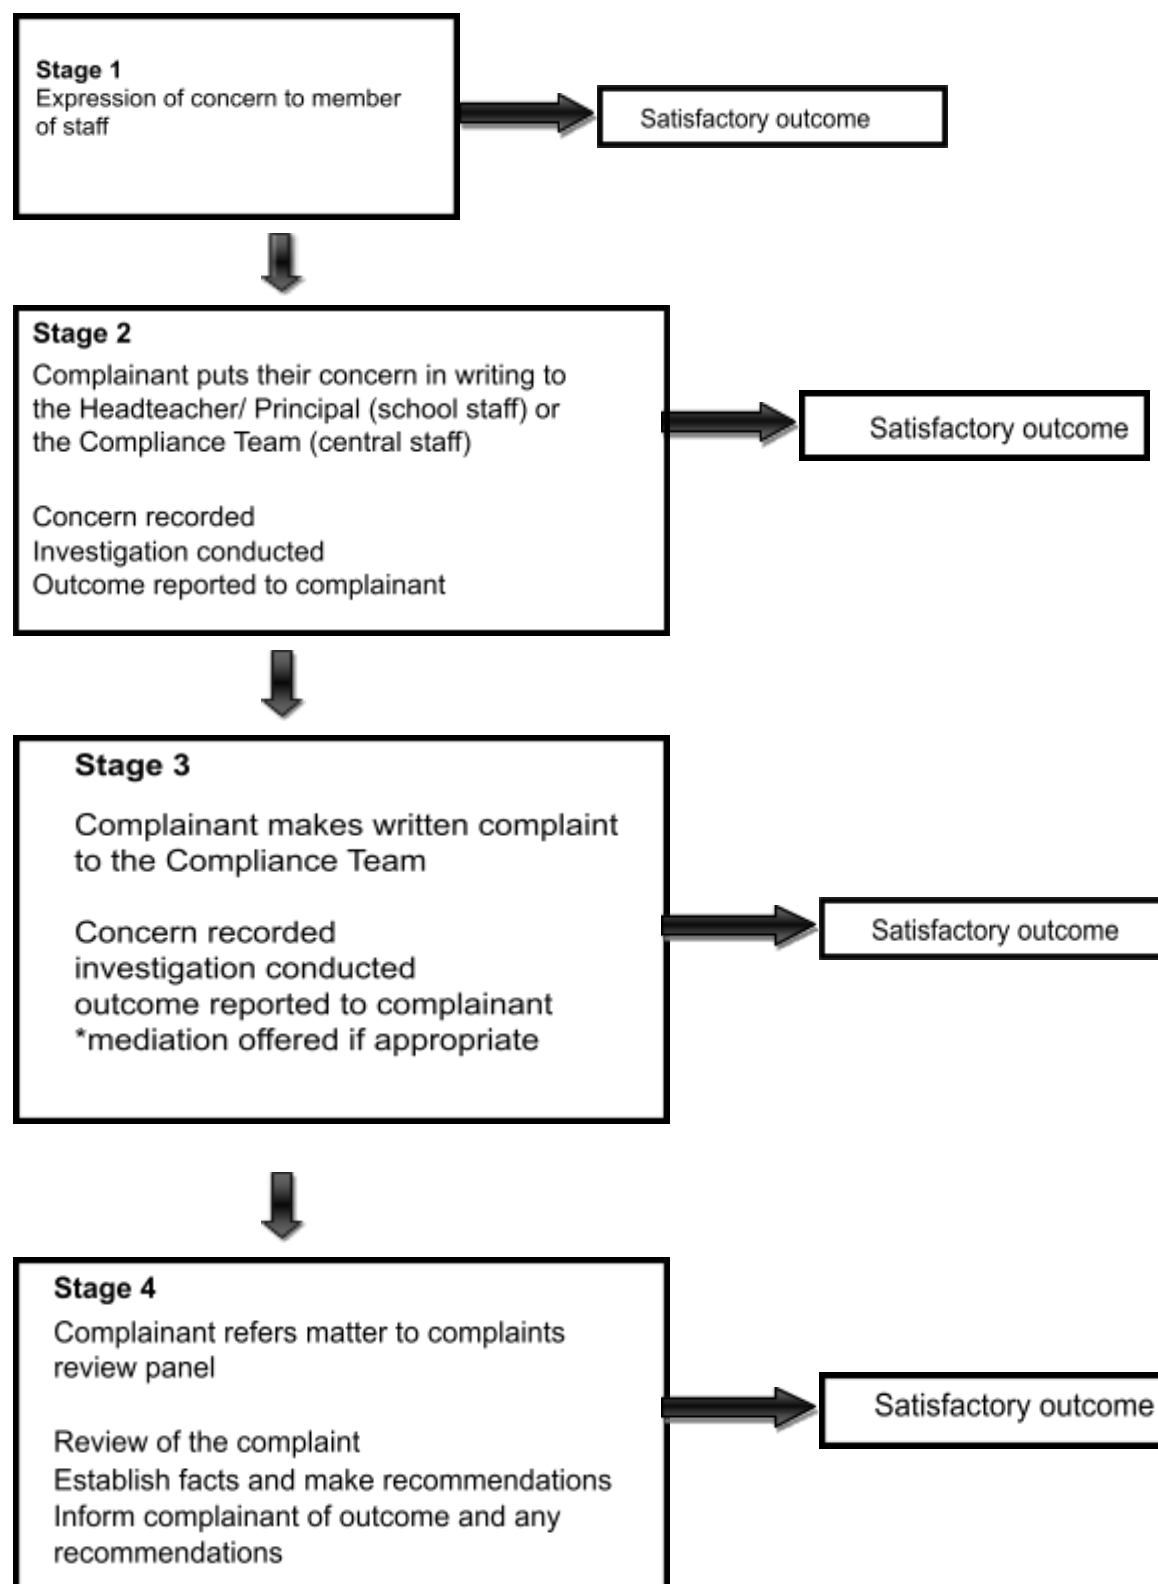 Stage 1
Expression of concern to member
of staff
Satisfactory outcome
Stage 2
Complainant puts their concern in writing to
the Headteacher/ Principal (school staff) or
the Compliance Team (central staff)
Concern recorded
Investigation conducted
Outcome reported to complainant
Satisfactory outcome
Stage 3
Complainant makes written complaint
to the Compliance Team
Concern recorded
investigation conducted
outcome reported to complainant
*mediation offered if appropriate
Satisfactory outcome
Stage 4
Complainant refers matter to complaints
review panel
Review of the complaint
Establish facts and make recommendations
Inform complainant of outcome and any
recommendations
Satisfactory outcome